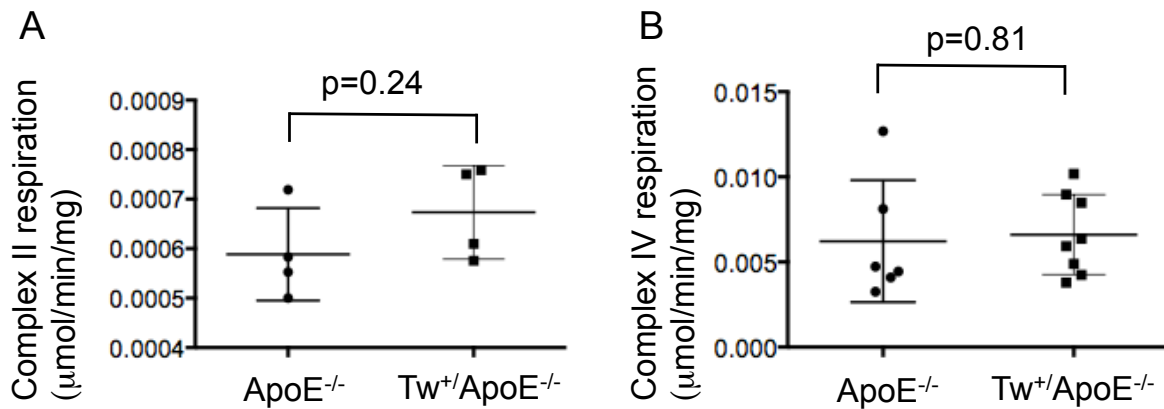 A
Complex II respiration
(μmol/min/mg)
p=0.24
0.0009
0.0008
0.0007
0.0006
0.0005
0.0004
ApoE-/-
Tw+/ApoE-/-
B
Complex IV respiration
(μmol/min/mg)
p=0.81
0.015
0.010
0.005
0.000
ApoE-/-
Tw+/ApoE-/-